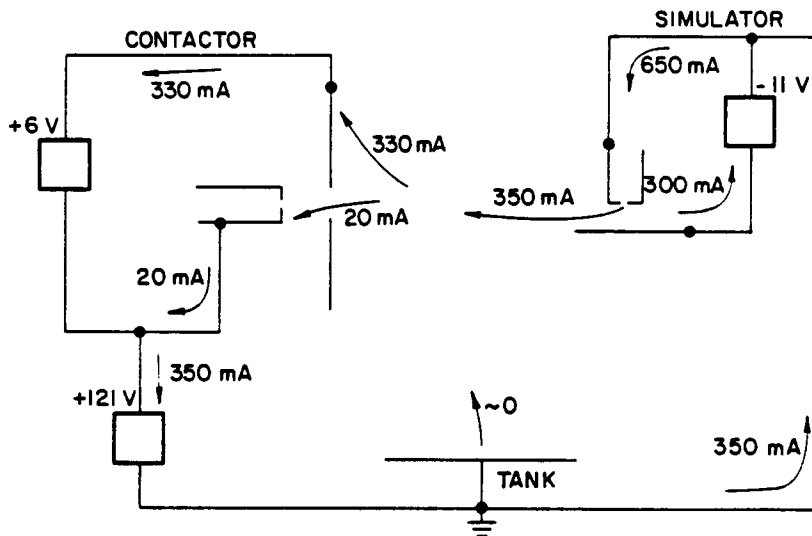 SIMULATOR
CONTACTOR
330 mA
650 mA
-11 V
+6 V
330 mA
20 mA
350 mA
300 mA
20 mA
350 mA
+121 V
~0
TANK
350 mA